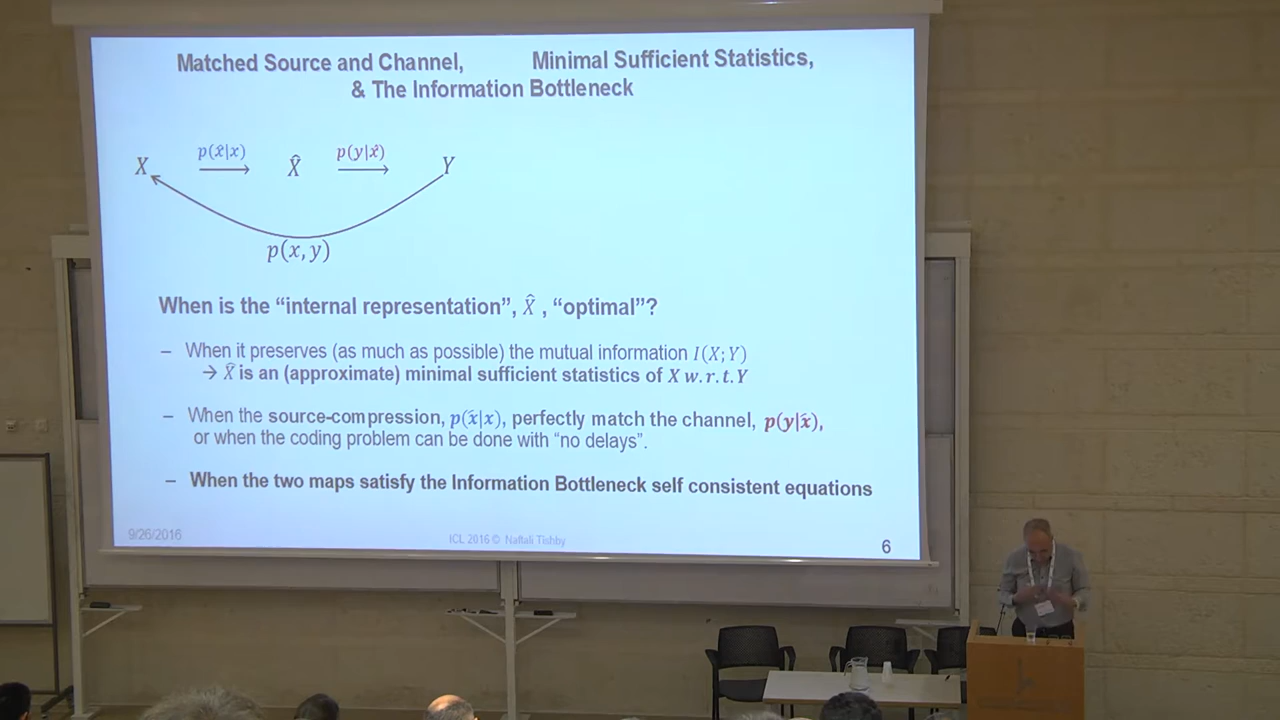 Matched Source and Channel, Minimal Sufficient Statistics,
& The Information Bottleneck
X p(x̂|x) X̂ p(y|x̂) Y
p(x,y)
When is the “internal representation”, X̂ , “optimal”?
– When it preserves (as much as possible) the mutual information I(X;Y)
→ X̂ is an (approximate) minimal sufficient statistics of X w.r.t.Y
– When the source-compression, p(x̂|x), perfectly match the channel, p(y|x̂),
or when the coding problem can be done with “no delays”.
– When the two maps satisfy the Information Bottleneck self consistent equations
9/26/2016 ICL 2016 © Naftali Tishby 6